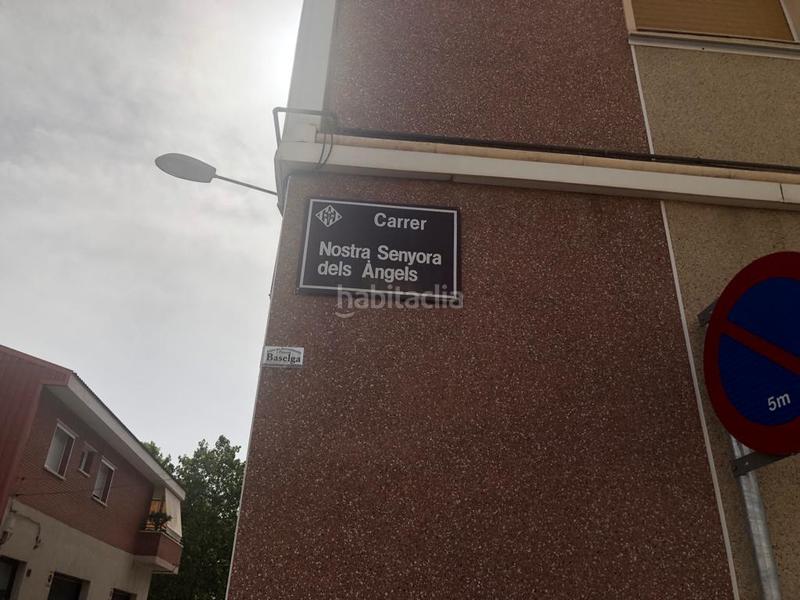 Carrer
Nostra Senyora
dels Àngels
habitaclia
Baselga
5m